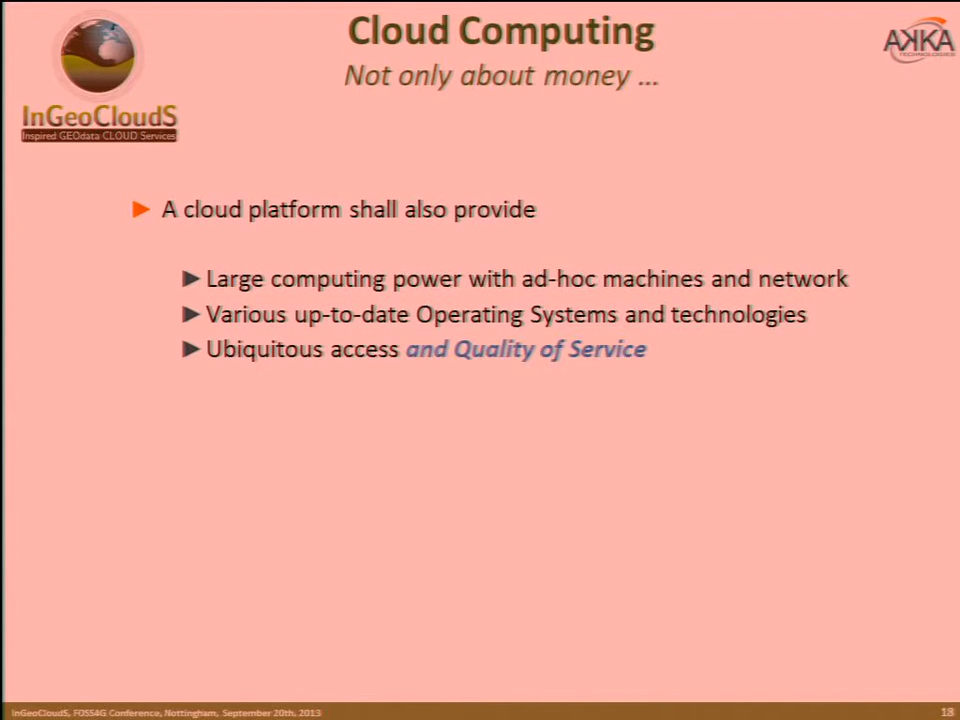 Cloud Computing
Not only about money ...
AKKA
TECHNOLOGIES
InGeoCloudS
Inspired GEOdata CLOUD Services
► A cloud platform shall also provide
► Large computing power with ad-hoc machines and network
► Various up-to-date Operating Systems and technologies
► Ubiquitous access and Quality of Service
InGeoCloudS, FOSS4G Conference, Nottingham, September 20th, 2013
18